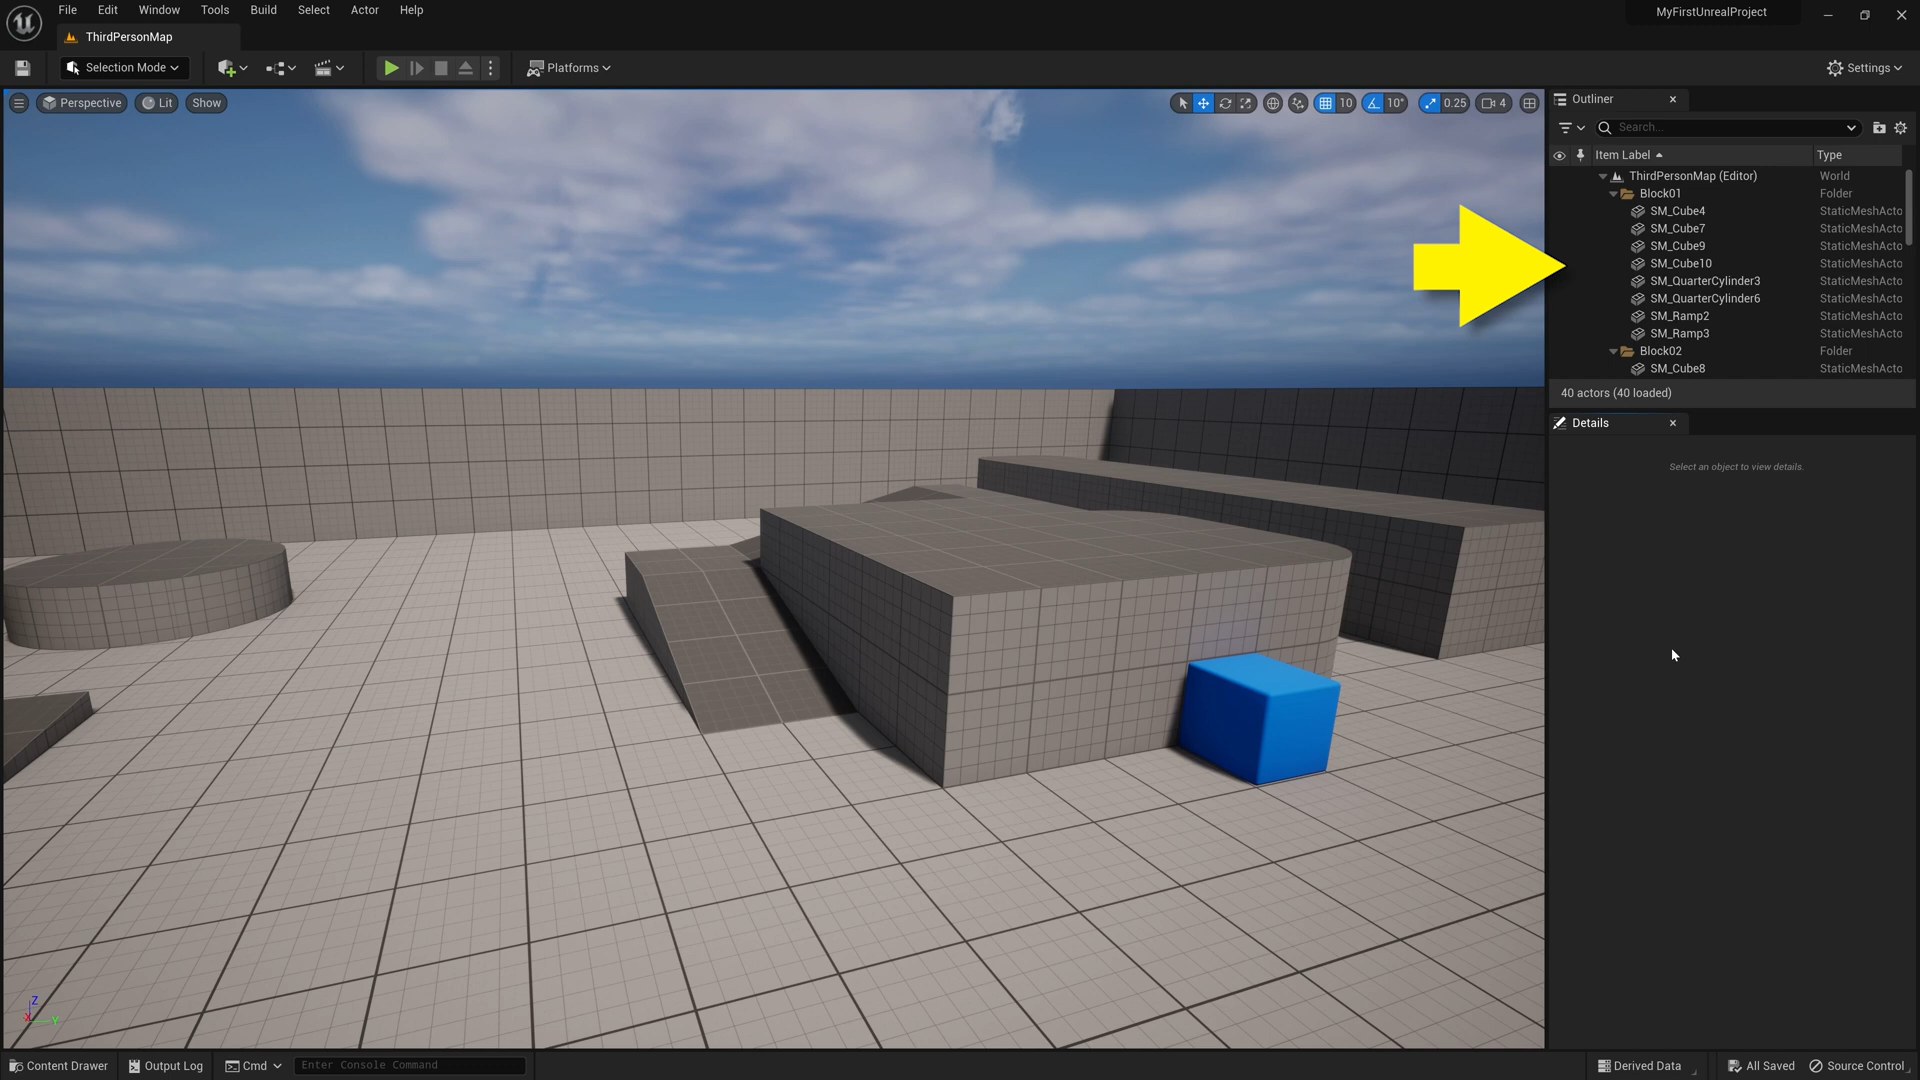 File Edit Window Tools Build Select Actor Help
MyFirstUnrealProject
ThirdPersonMap
Selection Mode
Platforms
Settings
Perspective Lit Show
10 10° 0.25 4
Outliner
Search...
Item Label Type
ThirdPersonMap (Editor) World
Block01 Folder
SM_Cube4 StaticMeshActo
SM_Cube7 StaticMeshActo
SM_Cube9 StaticMeshActo
SM_Cube10 StaticMeshActo
SM_QuarterCylinder3 StaticMeshActo
SM_QuarterCylinder6 StaticMeshActo
SM_Ramp2 StaticMeshActo
SM_Ramp3 StaticMeshActo
Block02 Folder
SM_Cube8 StaticMeshActo
40 actors (40 loaded)
Details
Select an object to view details.
Z
X Y
Content Drawer Output Log Cmd Enter Console Command Derived Data All Saved Source Control